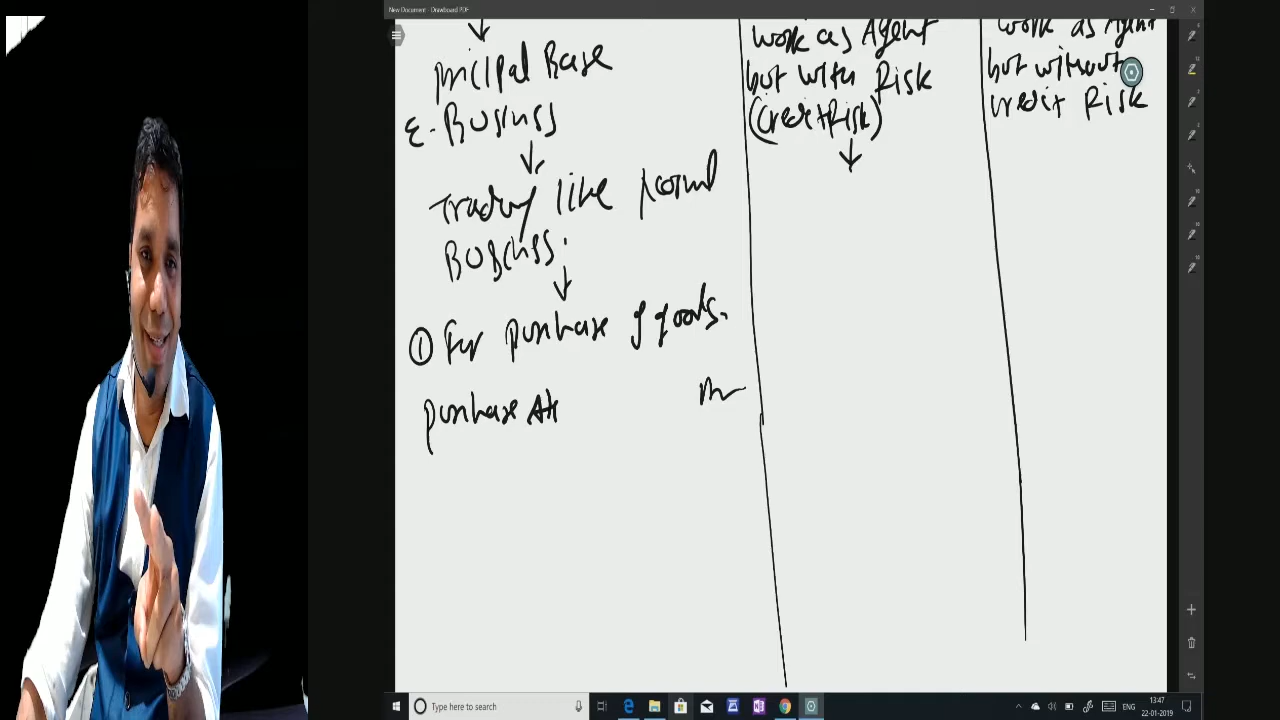 New Document - Drawboard PDF
principal Base
E-Business
Trading like normal
Business.
① For purchase of goods.
purchase A/c
work as Agent
but with Risk
(credit Risk)
work as Agent
but without
credit Risk
Type here to search
ENG
13:47
22-01-2019